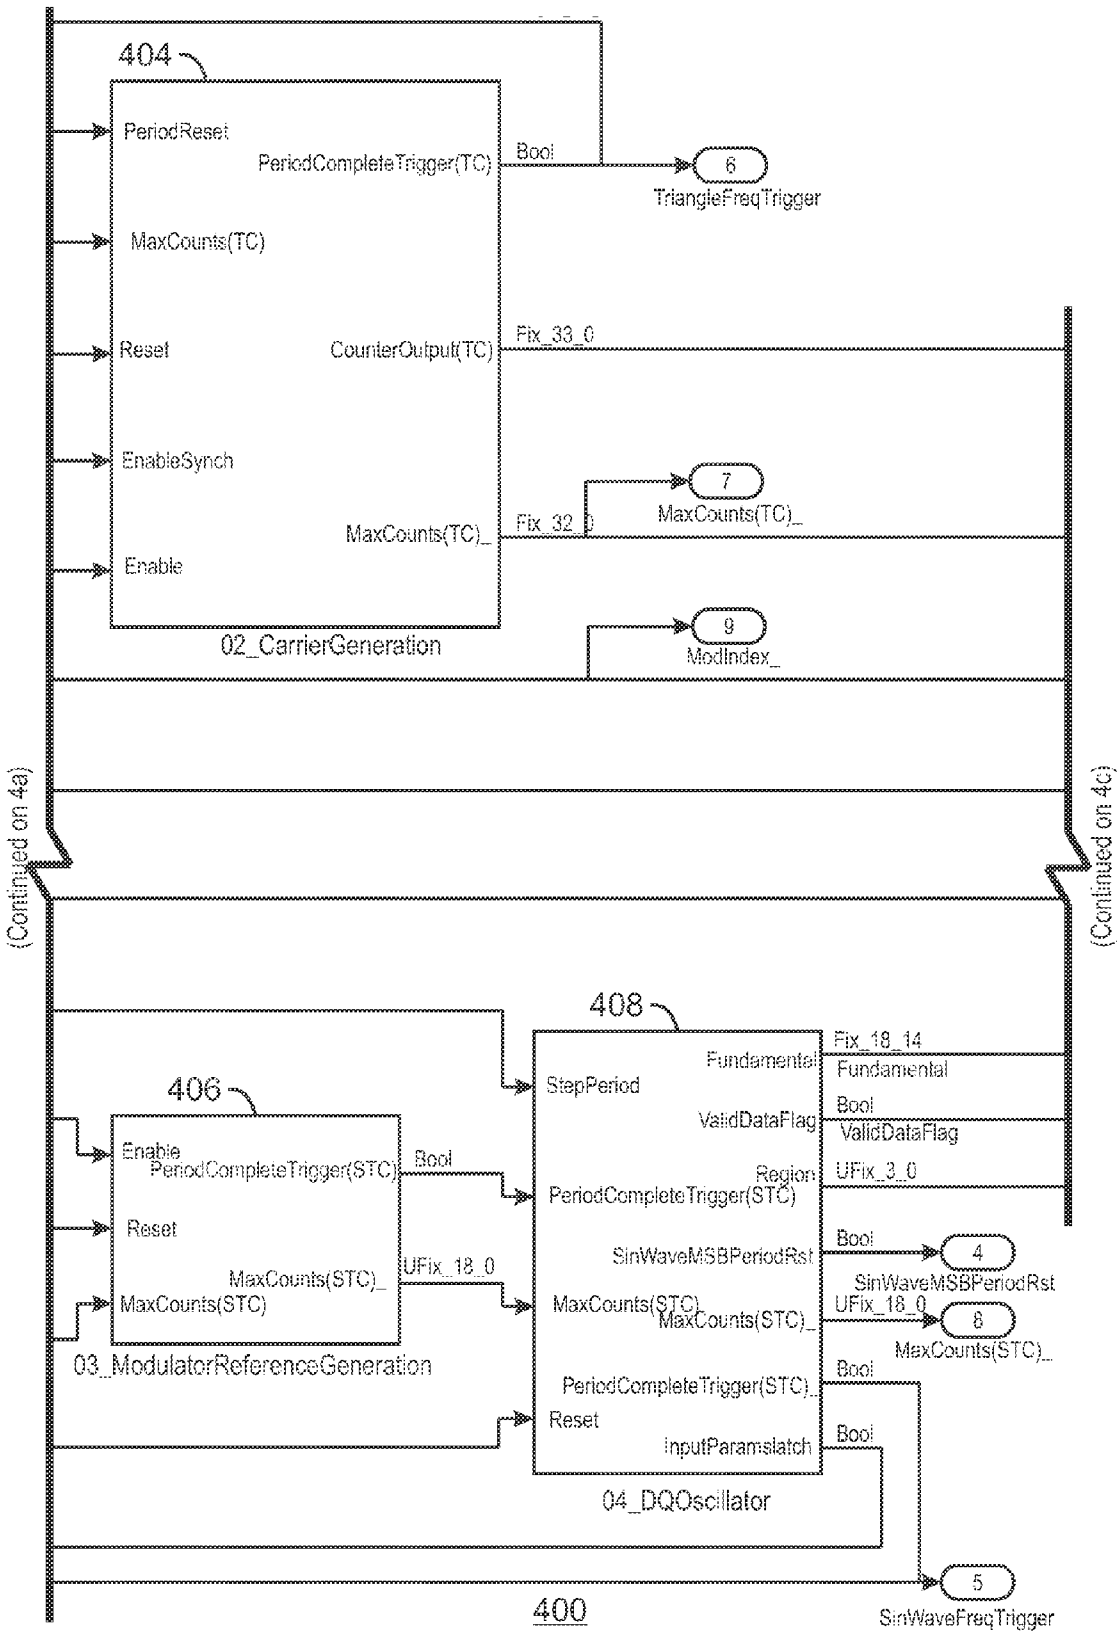 404
PeriodReset
PeriodCompleteTrigger(TC)
Bool
6
TriangleFreqTrigger
MaxCounts(TC)
Reset
CounterOutput(TC)
Fix_33_0
EnableSynch
7
MaxCounts(TC)_
MaxCounts(TC)_
Fix_32_0
Enable
9
ModIndex_
02_CarrierGeneration
(Continued on 4a)
(Continued on 4c)
408
Fundamental
Fix_18_14
Fundamental
StepPeriod
406
ValidDataFlag
Bool
ValidDataFlag
Enable
PeriodCompleteTrigger(STC)
Bool
Region
UFix_3_0
PeriodCompleteTrigger(STC)
Reset
SinWaveMSBPeriodRst
Bool
4
SinWaveMSBPeriodRst
MaxCounts(STC)_
UFix_18_0
MaxCounts(STC)
MaxCounts(STC)
MaxCounts(STC)_
UFix_18_0
8
MaxCounts(STC)_
03_ModulatorReferenceGeneration
PeriodCompleteTrigger(STC)_
Bool
Reset
InputParamslatch
Bool
04_DQOscillator
5
SinWaveFreqTrigger
400